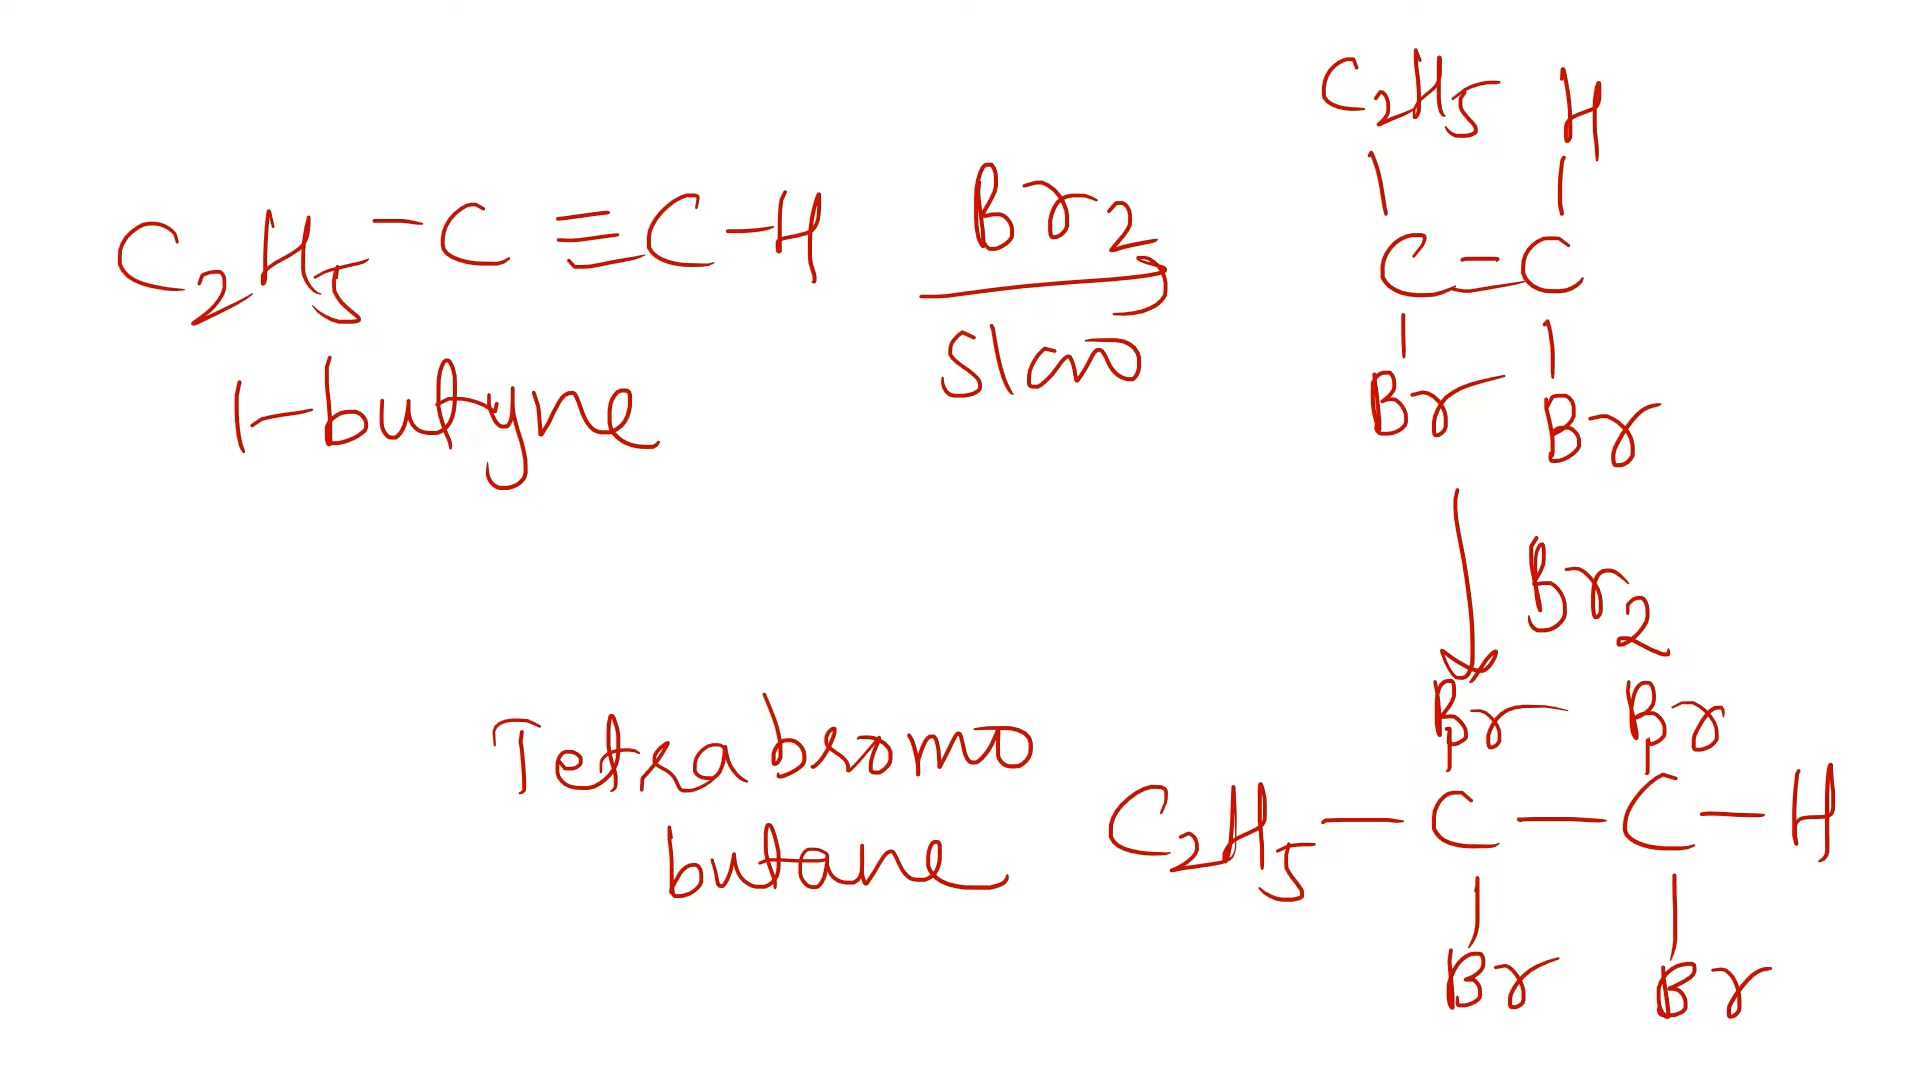 C2H5 H
C2H5 - C ≡ C - H Br2 C = C
slow
1-butyne Br Br
Br2
Br Br
Tetrabromo
C2H5 — C — C — H
butane
Br Br